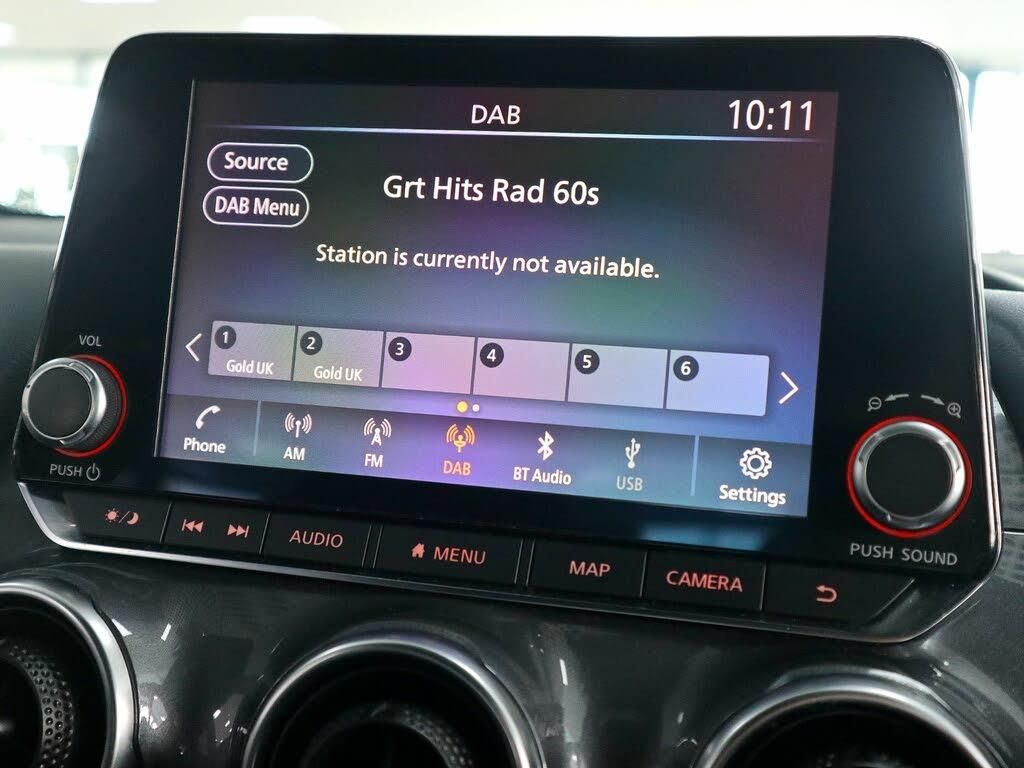 DAB
10:11
Source
Grt Hits Rad 60s
DAB Menu
Station is currently not available.
1
Gold UK
2
Gold UK
3
4
5
6
Phone
AM
FM
DAB
BT Audio
USB
Settings
VOL
PUSH
PUSH SOUND
AUDIO
MENU
MAP
CAMERA